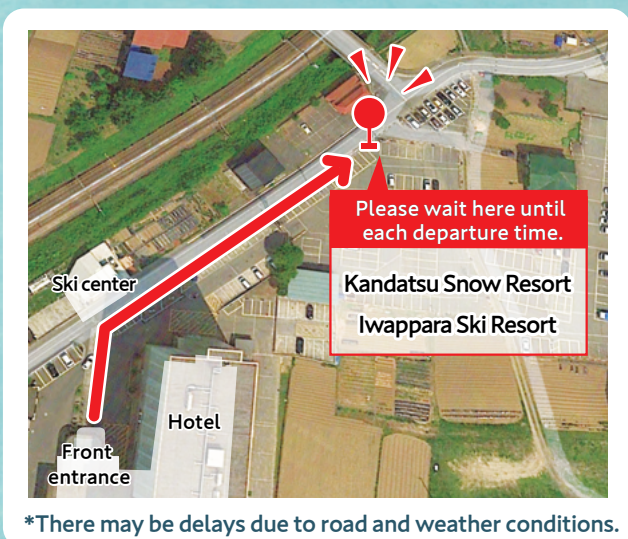 Please wait here until
each departure time.
Kandatsu Snow Resort
Iwappara Ski Resort
Ski center
Hotel
Front
entrance
*There may be delays due to road and weather conditions.